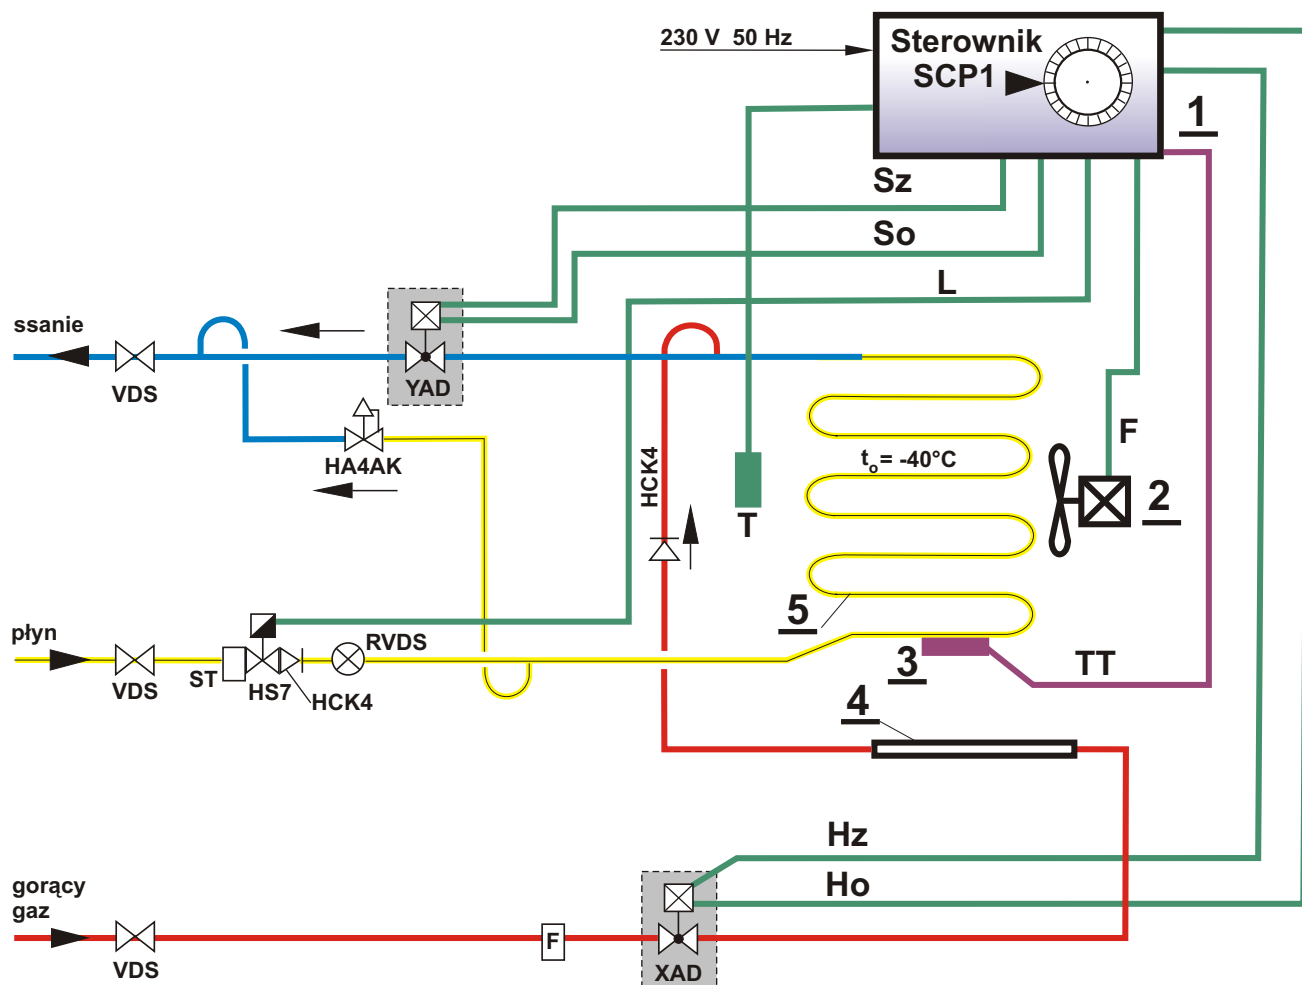 230 V 50 Hz
Sterownik
SCP1
1
Sz
So
L
ssanie
VDS
YAD
HA4AK
HCK4
T
t₀= -40°C
F
2
płyn
VDS
ST
HS7
HCK4
RVDS
5
3
TT
4
Hz
Ho
gorący
gaz
VDS
F
XAD